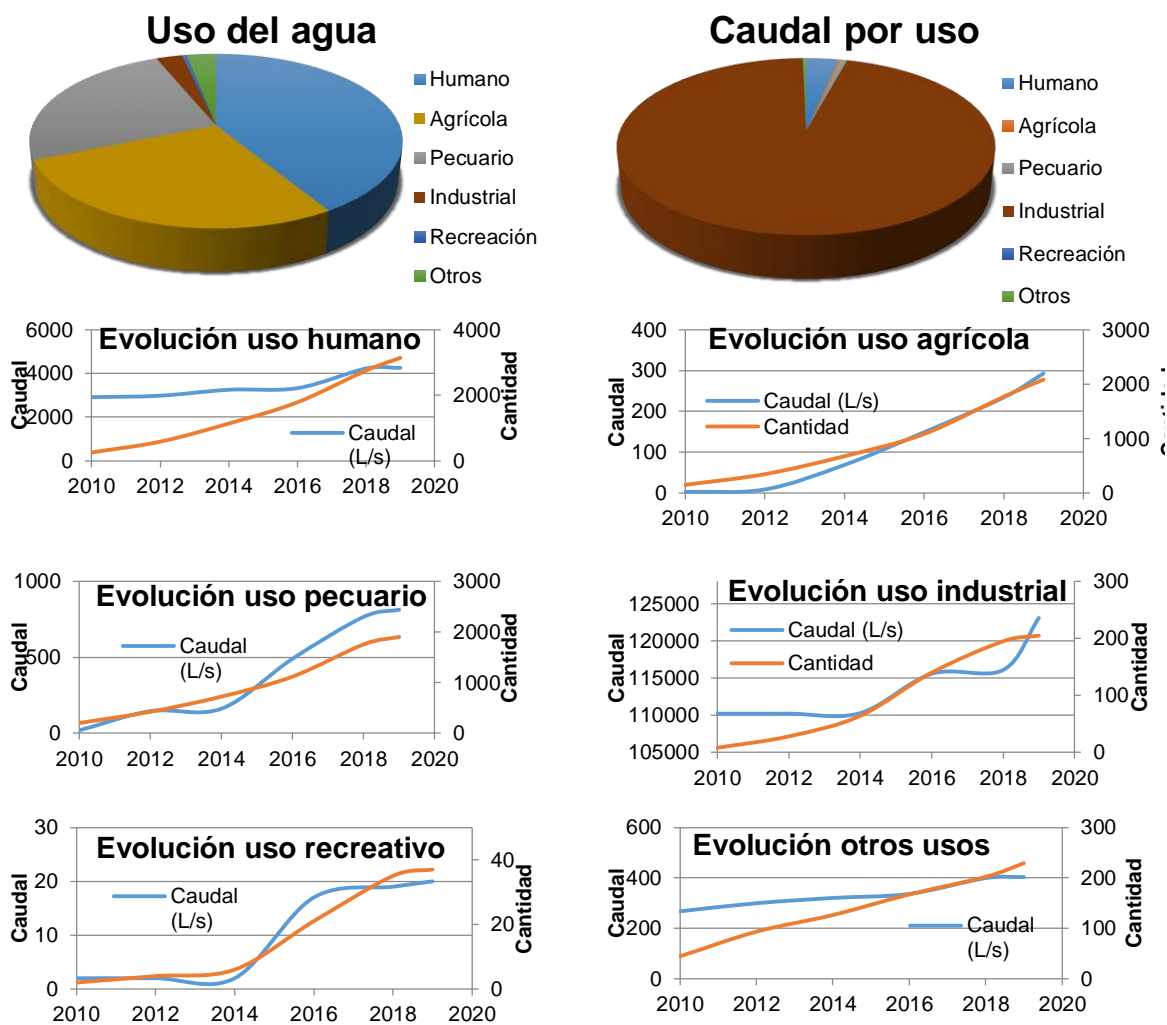 Uso del agua
Humano
Agrícola
Pecuario
Industrial
Recreación
Otros
Caudal por uso
Humano
Agrícola
Pecuario
Industrial
Recreación
Otros
Evolución uso humano
Caudal
6000
4000
2000
0
Cantidad
4000
2000
0
Caudal
(L/s)
2010 2012 2014 2016 2018 2020
Evolución uso agrícola
Caudal
400
300
200
100
0
Cantidad
3000
2000
1000
0
Caudal (L/s)
Cantidad
2010 2012 2014 2016 2018 2020
Evolución uso pecuario
Caudal
1000
500
0
Cantidad
3000
2000
1000
0
Caudal
(L/s)
2010 2012 2014 2016 2018 2020
Evolución uso industrial
Caudal
125000
120000
115000
110000
105000
Cantidad
300
200
100
0
Caudal (L/s)
Cantidad
2010 2012 2014 2016 2018 2020
Evolución uso recreativo
Caudal
30
20
10
0
Cantidad
40
20
0
Caudal
(L/s)
2010 2012 2014 2016 2018 2020
Evolución otros usos
Caudal
600
400
200
0
Cantidad
300
200
100
0
Caudal
(L/s)
2010 2012 2014 2016 2018 2020